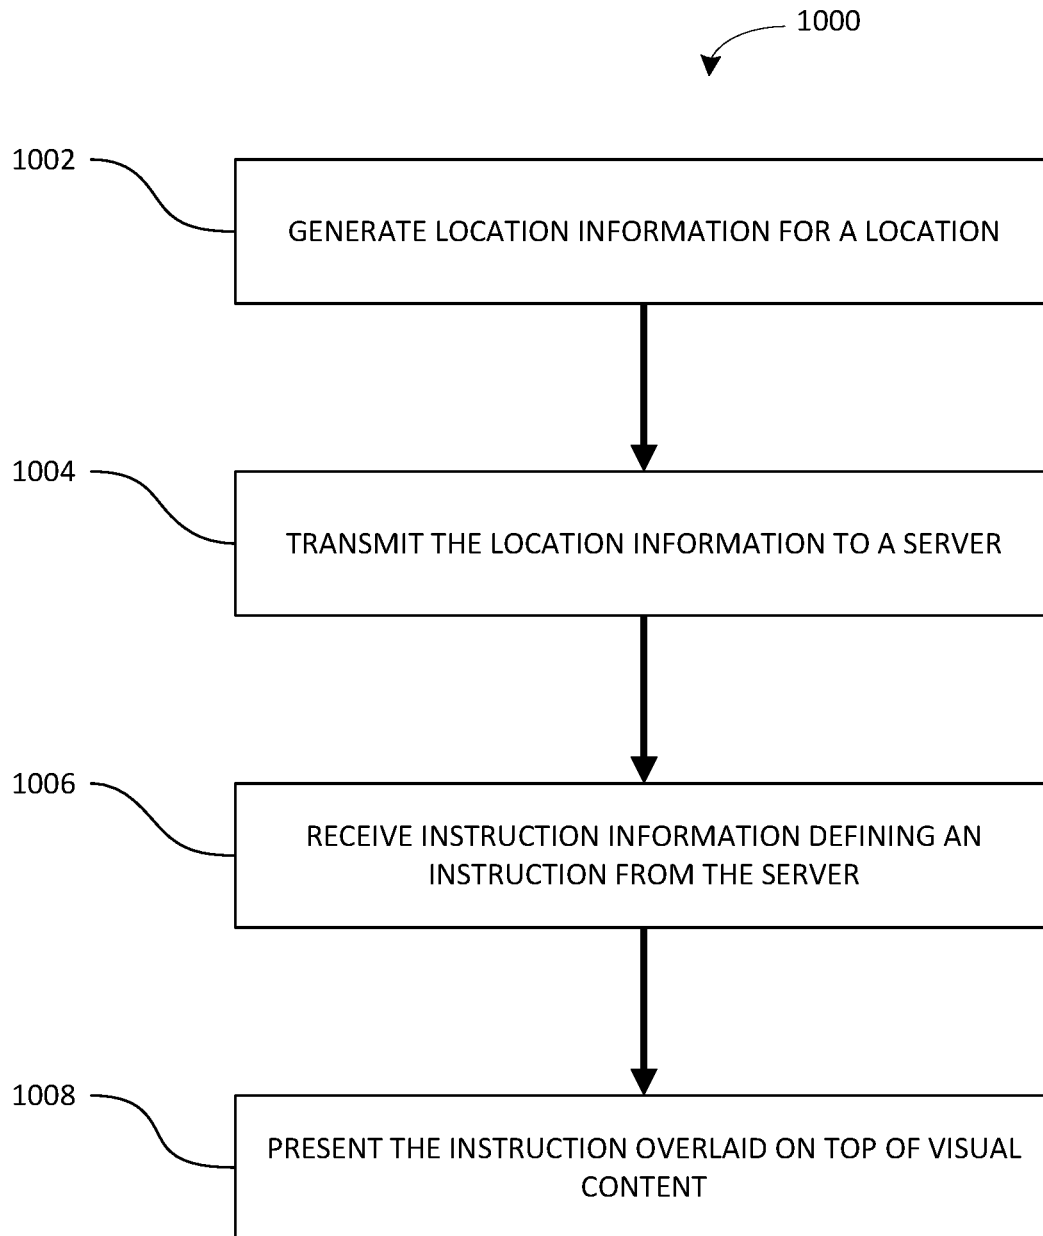 1000
1002
GENERATE LOCATION INFORMATION FOR A LOCATION
1004
TRANSMIT THE LOCATION INFORMATION TO A SERVER
1006
RECEIVE INSTRUCTION INFORMATION DEFINING AN
INSTRUCTION FROM THE SERVER
1008
PRESENT THE INSTRUCTION OVERLAID ON TOP OF VISUAL
CONTENT